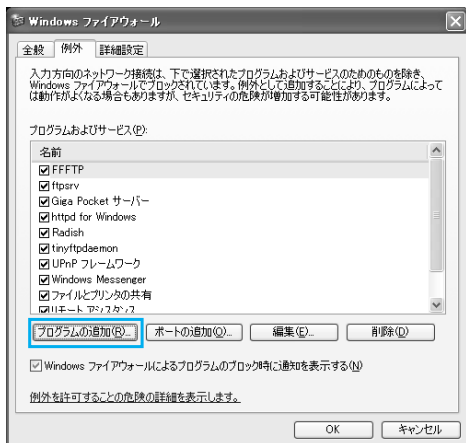 Windows ファイアウォール
全般
例外
詳細設定
入力方向のネットワーク接続は、下で選択されたプログラムおよびサービスのためのものを除き、
Windows ファイアウォールでブロックされています。例外として追加することにより、プログラムによって
は動作がよくなる場合もありますが、セキュリティの危険が増加する可能性があります。
プログラムおよびサービス(P):
名前
FFFTP
ftpsrv
Giga Pocket サーバー
httpd for Windows
Radish
tinyftpdaemon
UPnP フレームワーク
Windows Messenger
ファイルとプリンタの共有
リモート アシスタンス
プログラムの追加(R)...
ポートの追加(O)...
編集(E)...
削除(D)
Windows ファイアウォールによるプログラムのブロック時に通知を表示する(N)
例外を許可することの危険の詳細を表示します。
OK
キャンセル